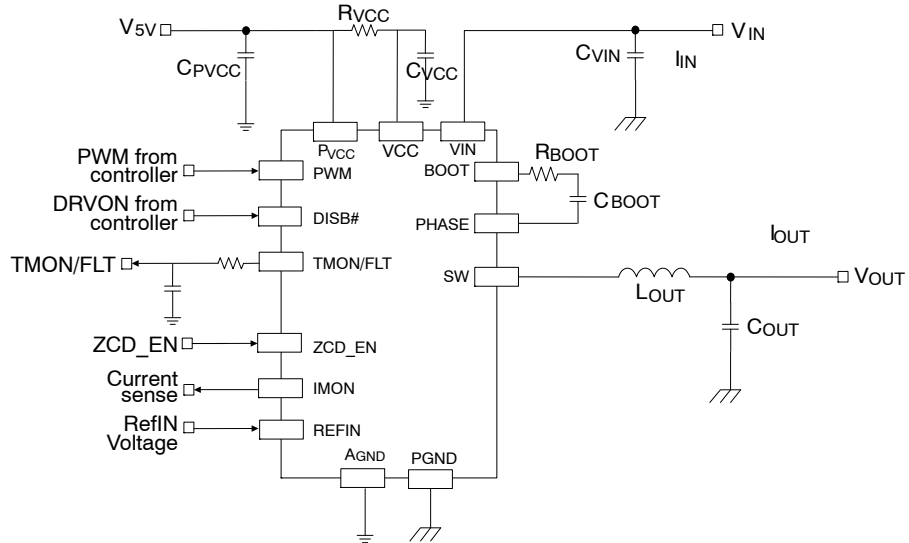 V5V
RVCC
CPVCC
CVCC
CVIN
IIN
VIN
PVCC
VCC
VIN
PWM from
controller
PWM
BOOT
RBOOT
CBOOT
DRVON from
controller
DISB#
PHASE
TMON/FLT
TMON/FLT
SW
LOUT
IOUT
VOUT
COUT
ZCD_EN
ZCD_EN
Current
sense
IMON
RefIN
Voltage
REFIN
AGND
PGND